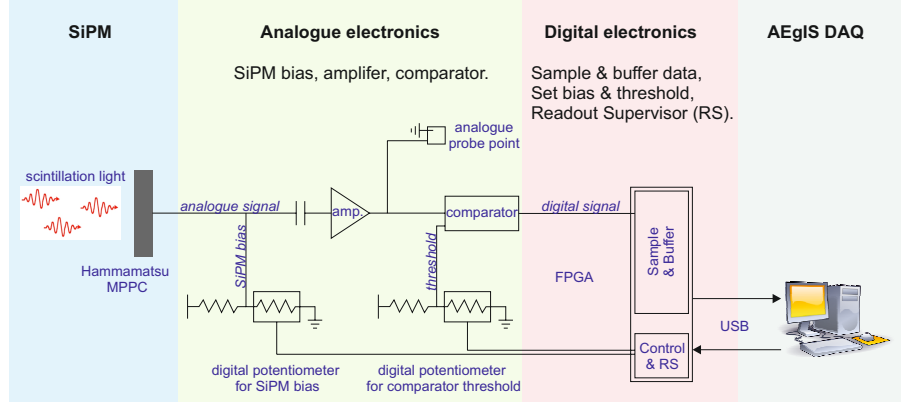 SiPM
Analogue electronics
Digital electronics
AEgIS DAQ
SiPM bias, amplifer, comparator.
Sample & buffer data,
Set bias & threshold,
Readout Supervisor (RS).
analogue
probe point
scintillation light
analogue signal
amp.
comparator
digital signal
SiPM bias
threshold
Sample
& Buffer
Hammamatsu
MPPC
FPGA
USB
Control
& RS
digital potentiometer
for SiPM bias
digital potentiometer
for comparator threshold